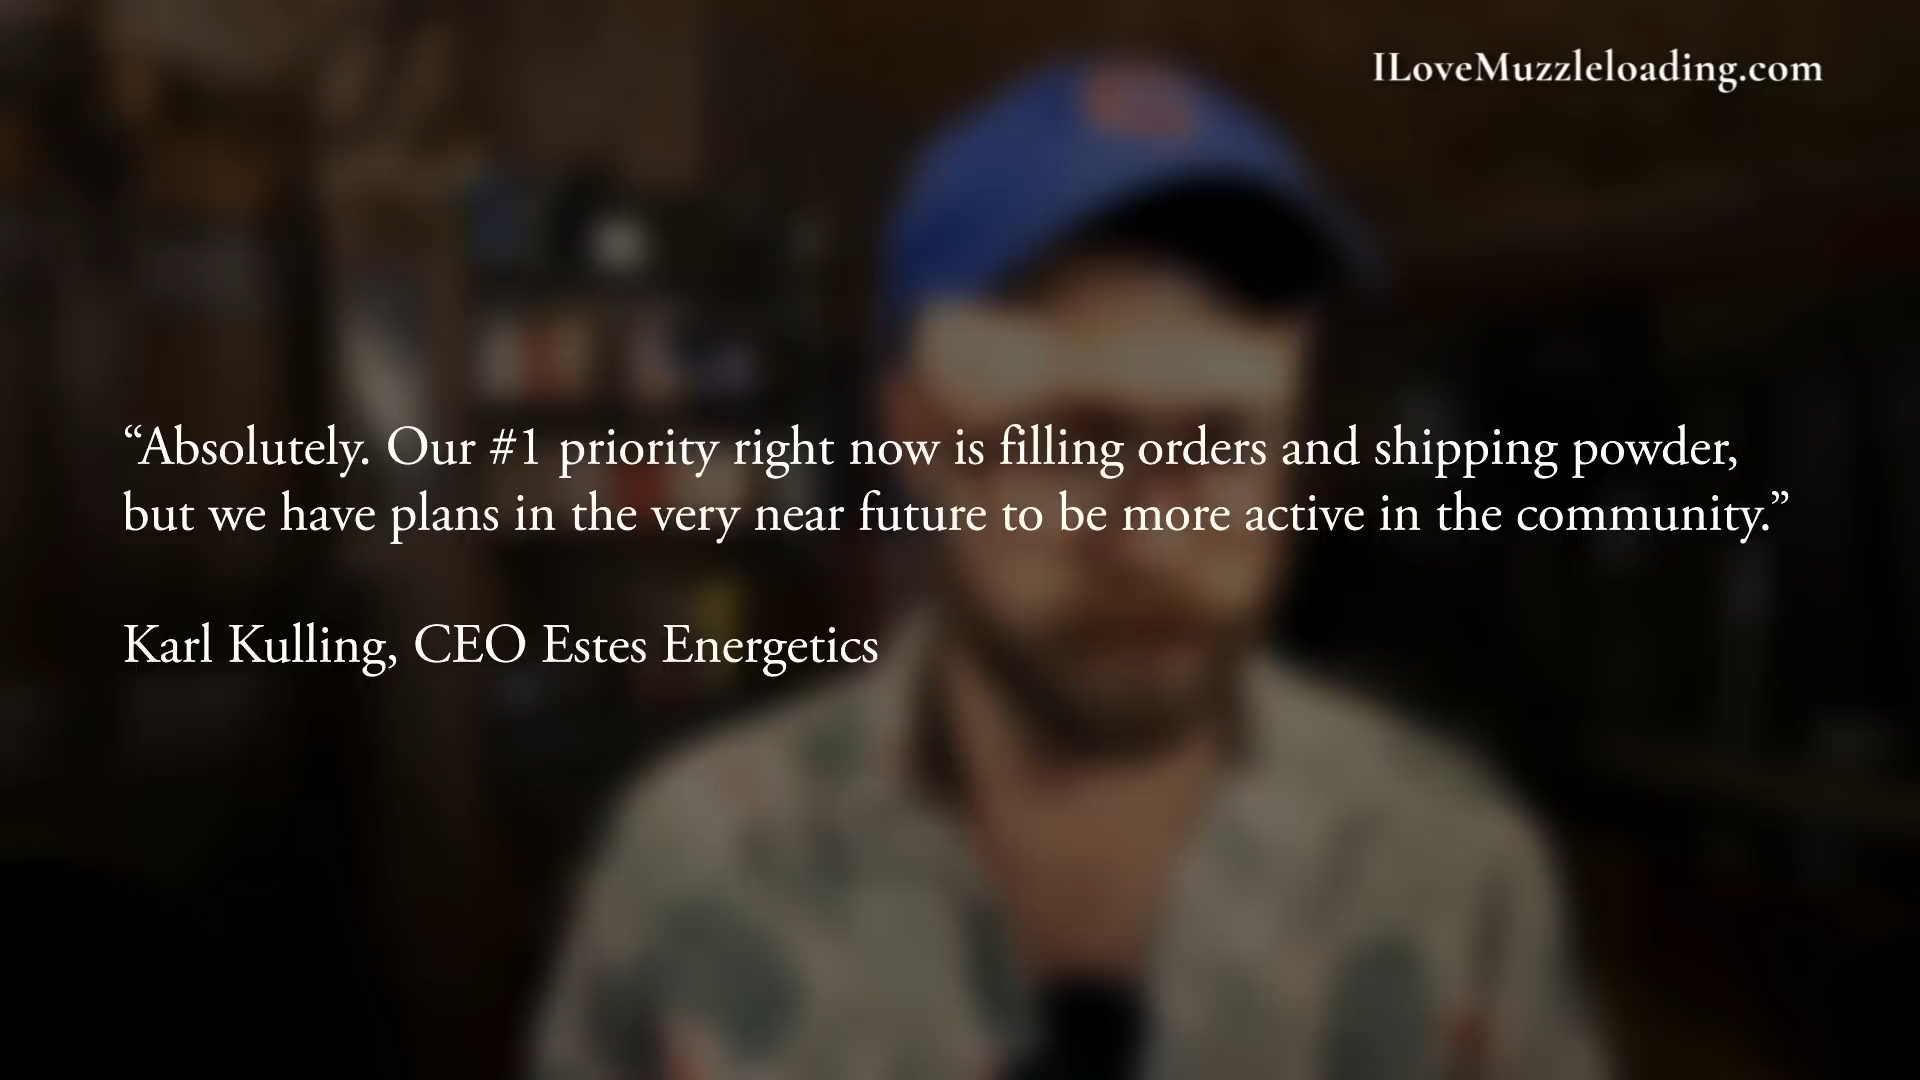 ILoveMuzzleloading.com
“Absolutely. Our #1 priority right now is filling orders and shipping powder,
but we have plans in the very near future to be more active in the community.”
Karl Kulling, CEO Estes Energetics